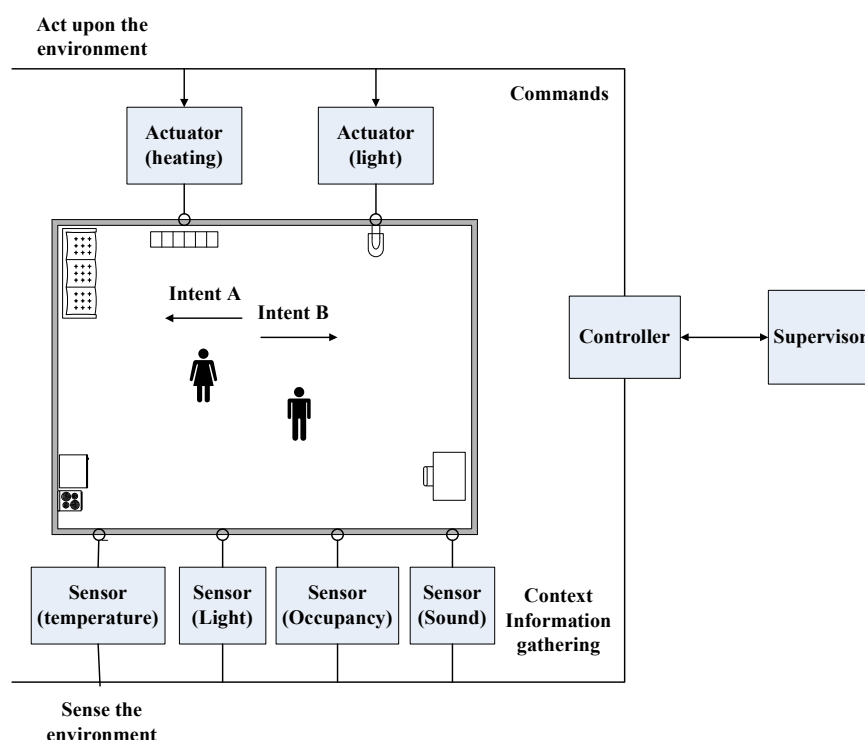 Act upon the
environment
Commands
Actuator
(heating)
Actuator
(light)
Intent A
Intent B
Controller
Supervisor
Sensor
(temperature)
Sensor
(Light)
Sensor
(Occupancy)
Sensor
(Sound)
Context
Information
gathering
Sense the
environment